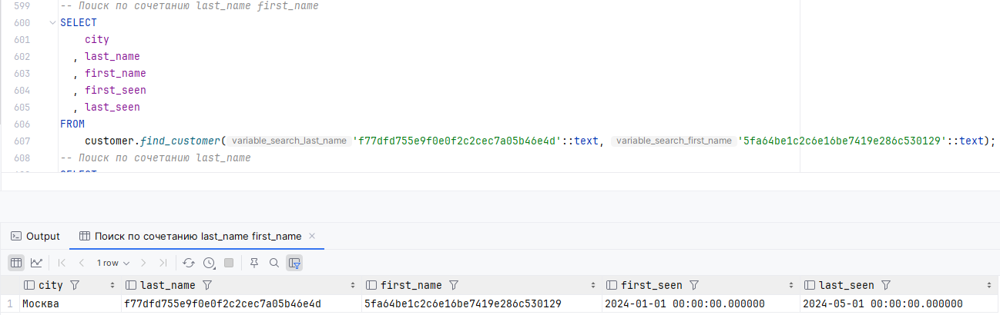 599 -- Поиск по сочетанию last_name first_name
600 SELECT
601 city
602 , last_name
603 , first_name
604 , first_seen
605 , last_seen
606 FROM
607 customer.find_customer( variable_search_last_name 'f77dfd755e9f0e0f2c2cec7a05b46e4d'::text, variable_search_first_name '5fa64be1c2c6e16be7419e286c530129'::text);
608 -- Поиск по сочетанию last_name
Output Поиск по сочетанию last_name first_name ×
1 row
city last_name first_name first_seen last_seen
1 Москва f77dfd755e9f0e0f2c2cec7a05b46e4d 5fa64be1c2c6e16be7419e286c530129 2024-01-01 00:00:00.000000 2024-05-01 00:00:00.000000